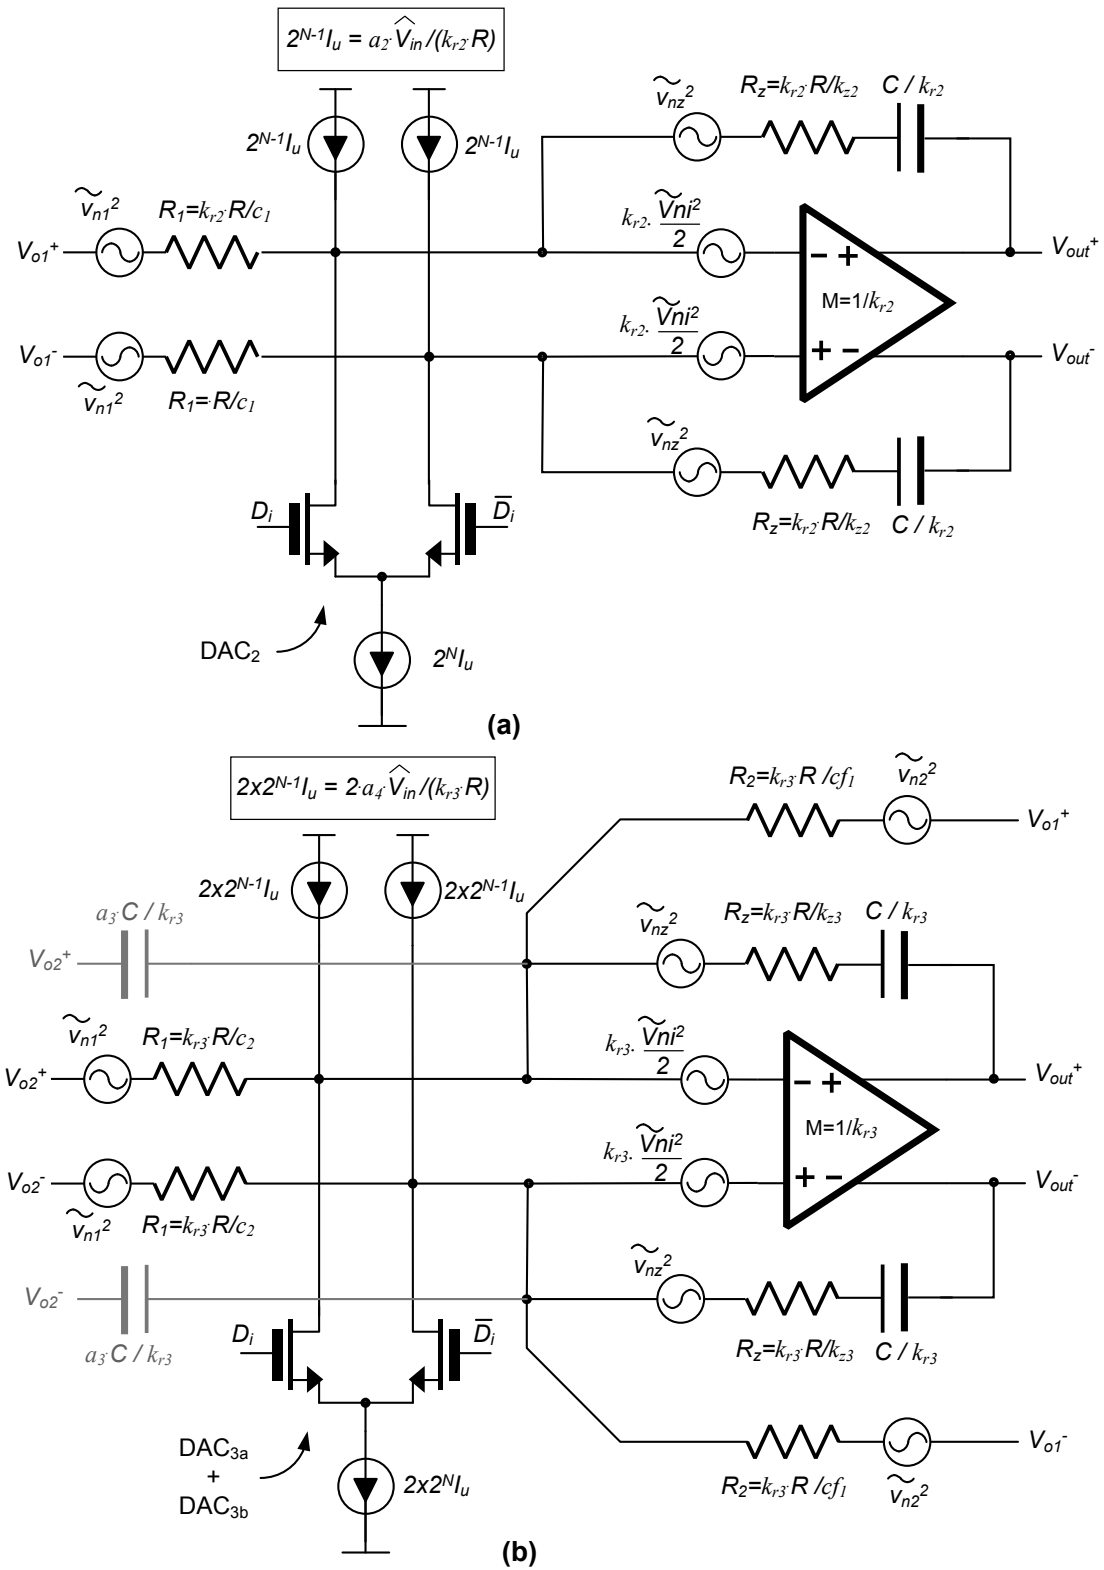 2^{N-1}I_u = a_2·V̂_in/(k_r2·R)
2^{N-1}I_u
2^{N-1}I_u
ṽ_nz²
R_z=k_r2·R/k_z2
C / k_r2
ṽ_n1²
R_1=k_r2·R/c_1
V_o1⁺
k_r2· Ṽni²/2
− +
V_out⁺
M=1/k_r2
k_r2· Ṽni²/2
V_o1⁻
+ −
V_out⁻
ṽ_n1²
R_1=·R/c_1
ṽ_nz²
R_z=k_r2·R/k_z2
C / k_r2
D_i
D̅_i
DAC_2
2^N I_u
(a)
2x2^{N-1}I_u = 2·a_4·V̂_in/(k_r3·R)
R_2=k_r3·R /cf_1
ṽ_n2²
V_o1⁺
2x2^{N-1}I_u
2x2^{N-1}I_u
a_3·C / k_r3
V_o2⁺
ṽ_nz²
R_z=k_r3·R/k_z3
C / k_r3
ṽ_n1²
R_1=k_r3·R/c_2
V_o2⁺
k_r3· Ṽni²/2
− +
V_out⁺
M=1/k_r3
k_r3· Ṽni²/2
V_o2⁻
+ −
V_out⁻
ṽ_n1²
R_1=k_r3·R/c_2
ṽ_nz²
V_o2⁻
a_3·C / k_r3
R_z=k_r3·R/k_z3
C / k_r3
D_i
D̅_i
DAC_3a
+
DAC_3b
2x2^N I_u
R_2=k_r3·R /cf_1
ṽ_n2²
V_o1⁻
(b)